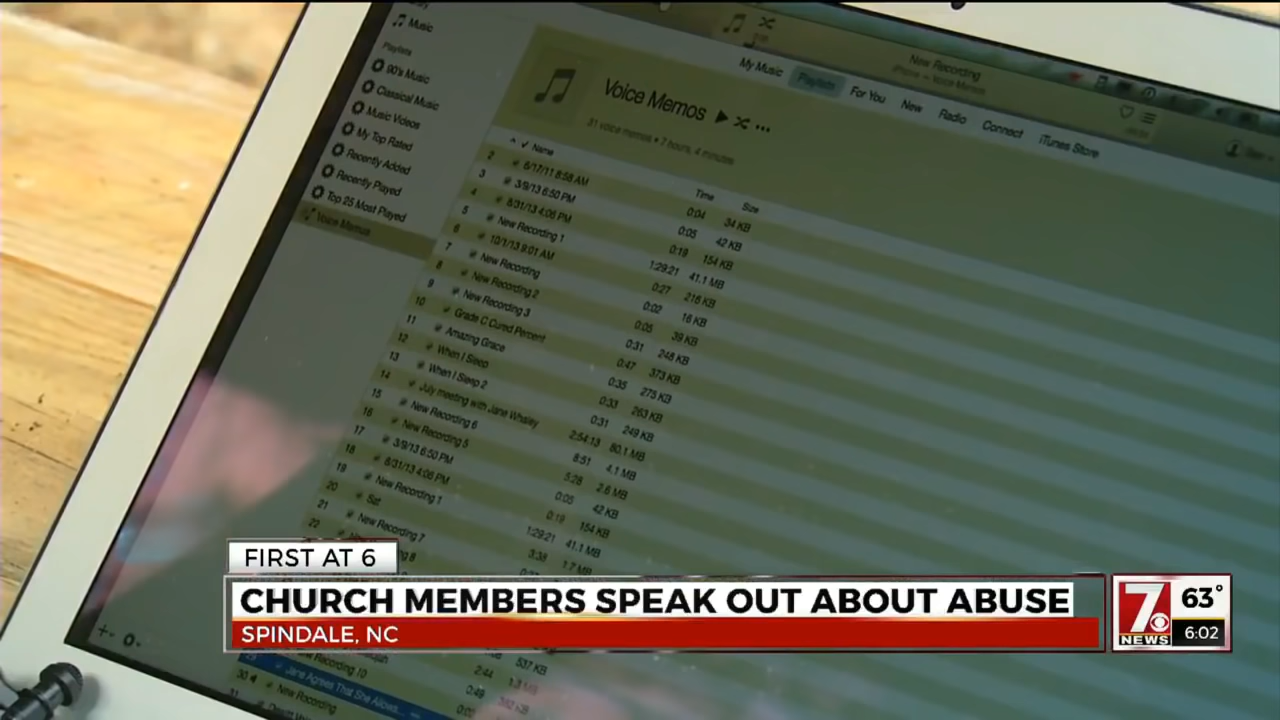 Music
Playlists
90's Music
Classical Music
Music Videos
My Top Rated
Recently Added
Recently Played
Top 25 Most Played
Voice Memos
New Recording
My Music Playlists For You New Radio Connect iTunes Store
Voice Memos
31 voice memos • 7 hours, 4 minutes
Name Time Size
2 6/17/11 8:58 AM 0:04 34 KB
3 3/9/13 6:50 PM 0:05 42 KB
4 8/31/13 4:06 PM 0:19 154 KB
5 New Recording 1 1:29:21 41.1 MB
6 10/1/13 9:01 AM 0:27 216 KB
7 New Recording 0:02 16 KB
8 New Recording 2 0:05 39 KB
9 New Recording 3 0:31 248 KB
10 Grade C Cured Percent 0:47 373 KB
11 Amazing Grace 0:35 275 KB
12 When I Sleep 0:33 263 KB
13 When I Sleep 2 0:31 249 KB
14 July meeting with Jane Whaley 2:54:13 80.1 MB
15 New Recording 6 8:51 4.1 MB
16 New Recording 5 5:28 2.6 MB
17 3/9/13 6:50 PM 0:05 42 KB
18 8/31/13 4:06 PM 0:19 154 KB
19 New Recording 1 1:29:21 41.1 MB
20 Sat 3:38 1.7 MB
21 New Recording 7
22
New Recording 10 2:44
Jane Agrees That She Allows... 0:49
30 New Recording
537 KB
FIRST AT 6
CHURCH MEMBERS SPEAK OUT ABOUT ABUSE
SPINDALE, NC
7 NEWS
63°
6:02